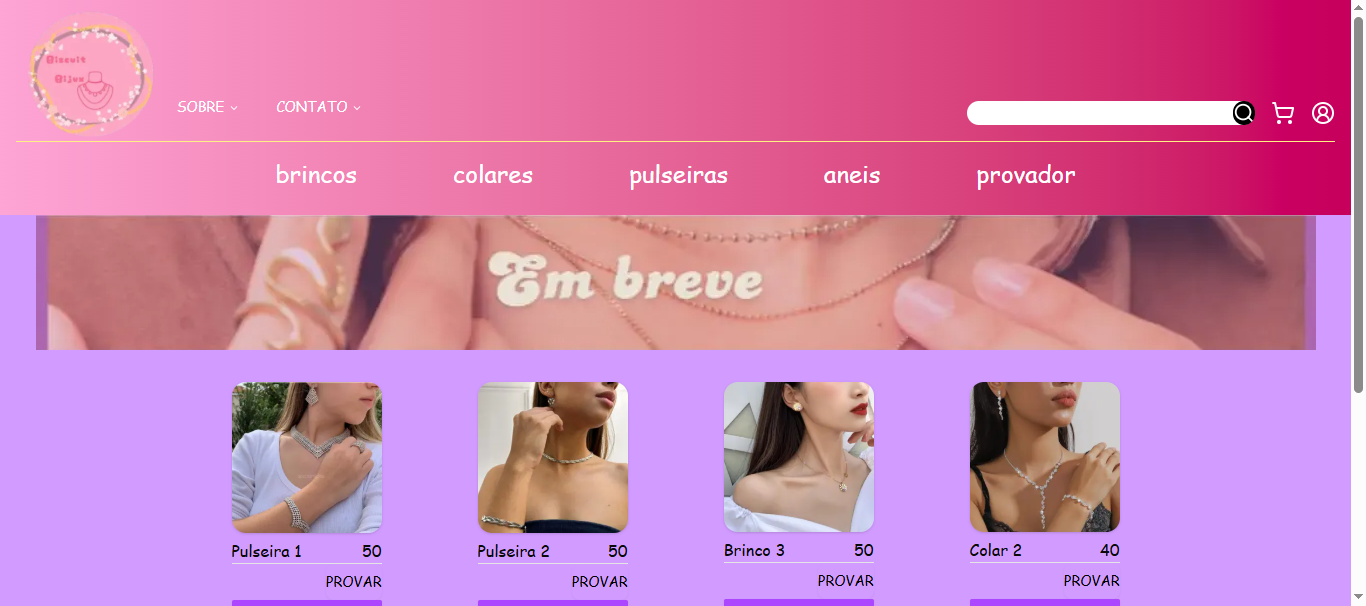 Biscuit
Bijux
SOBRE
CONTATO
brincos
colares
pulseiras
aneis
provador
Em breve
Pulseira 1 50
PROVAR
Pulseira 2 50
PROVAR
Brinco 3 50
PROVAR
Colar 2 40
PROVAR